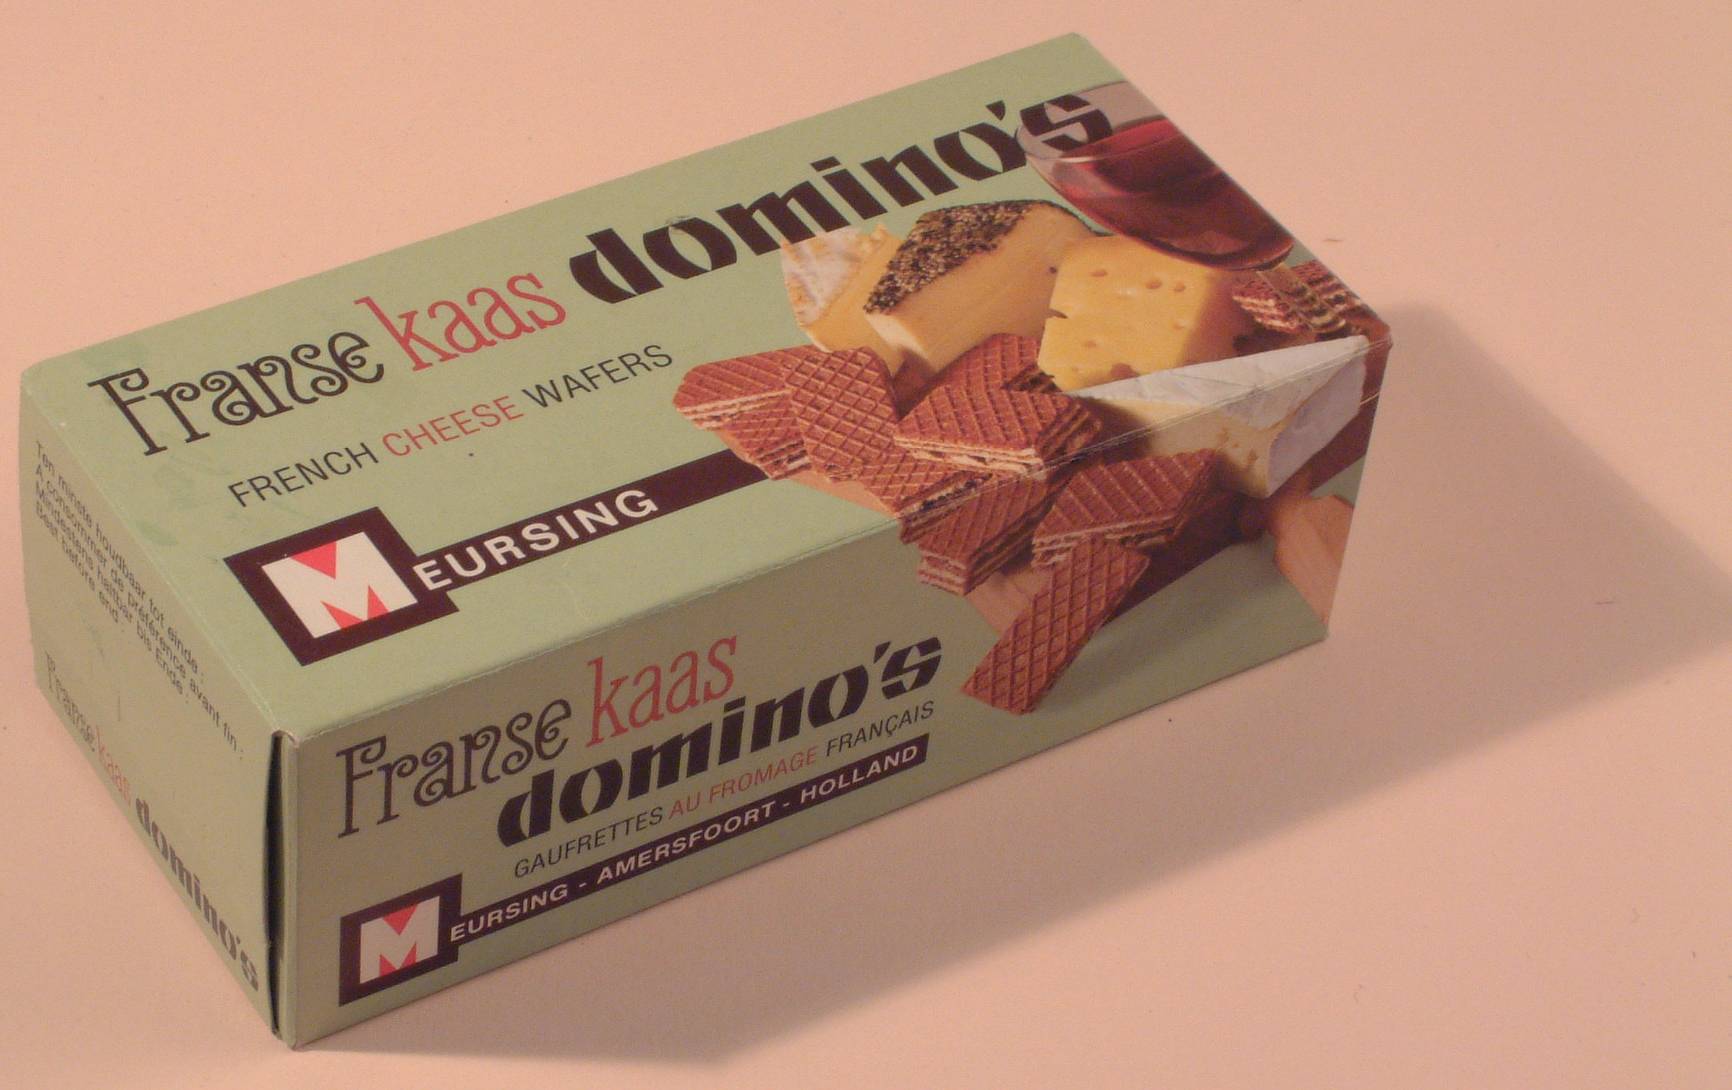 Franse kaas domino's
FRENCH CHEESE WAFERS
MEURSING
Franse kaas
domino's
GAUFRETTES AU FROMAGE FRANÇAIS
MEURSING - AMERSFOORT - HOLLAND
Ten minste houdbaar tot einde:
A consommer de préférence avant fin:
Mindestens haltbar bis Ende:
Best before end:
Franse kaas domino's